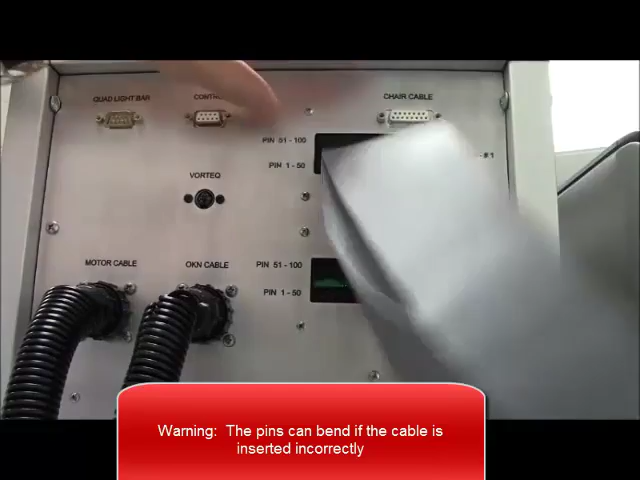 QUAD LIGHT BAR
CHAIR CABLE
PIN 51 - 100
PIN 1 - 50
- #1
VORTEQ
MOTOR CABLE
OKN CABLE
PIN 51 - 100
PIN 1 - 50
Warning: The pins can bend if the cable is
inserted incorrectly